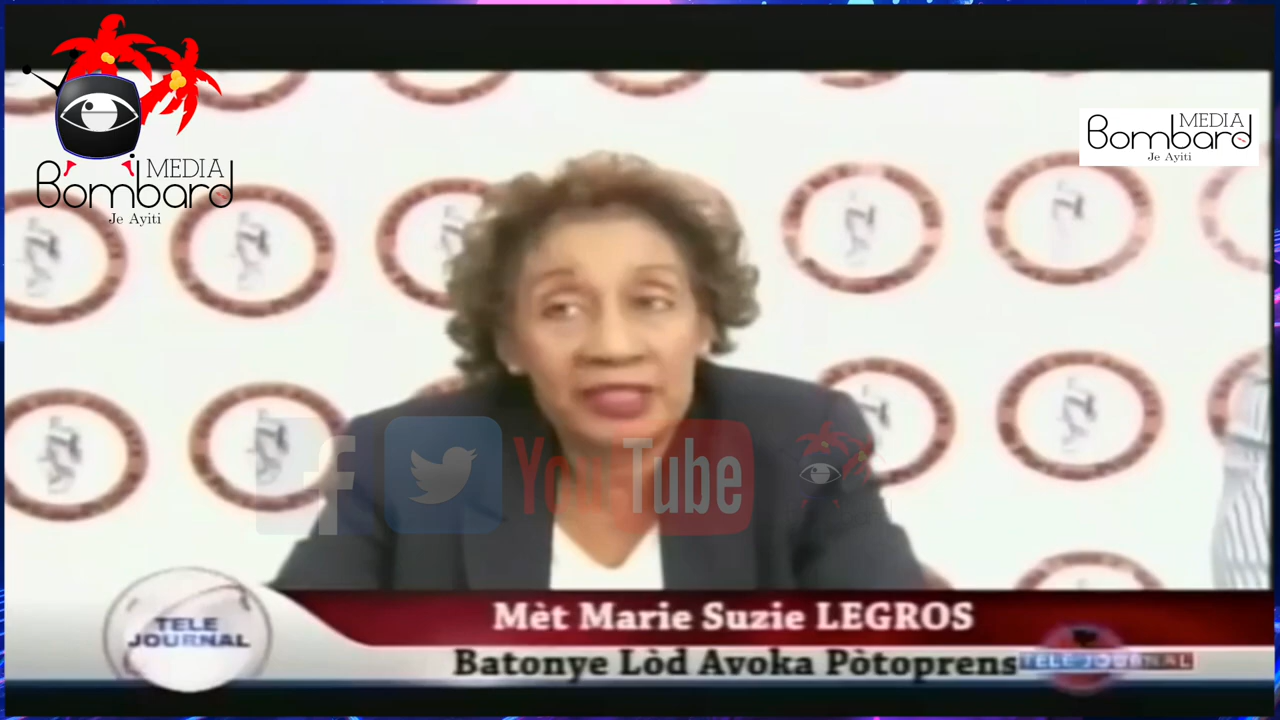 MEDIA
Bombard
Je Ayiti
MEDIA
Bombard
Je Ayiti
f YouTube
TELE
JOURNAL
Mèt Marie Suzie LEGROS
Batonye Lòd Avoka Pòtoprens
TELE JOURNAL